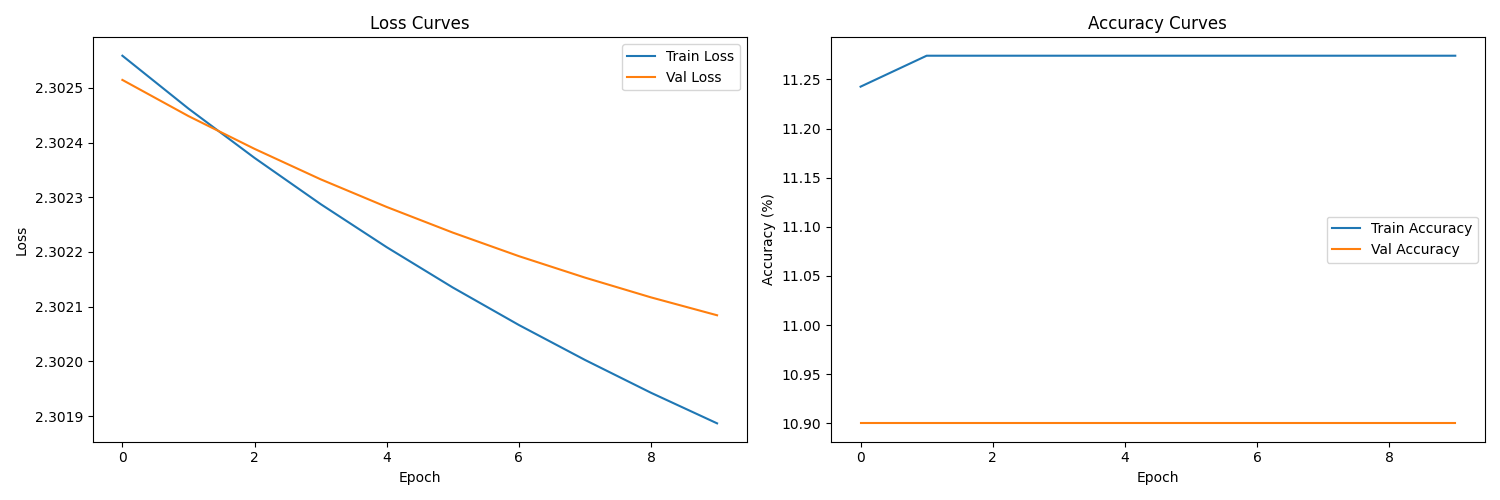 Loss Curves
Train Loss
Val Loss
2.3025
2.3024
2.3023
2.3022
2.3021
2.3020
2.3019
Loss
0 2 4 6 8
Epoch
Accuracy Curves
Train Accuracy
Val Accuracy
11.25
11.20
11.15
11.10
11.05
11.00
10.95
10.90
Accuracy (%)
0 2 4 6 8
Epoch